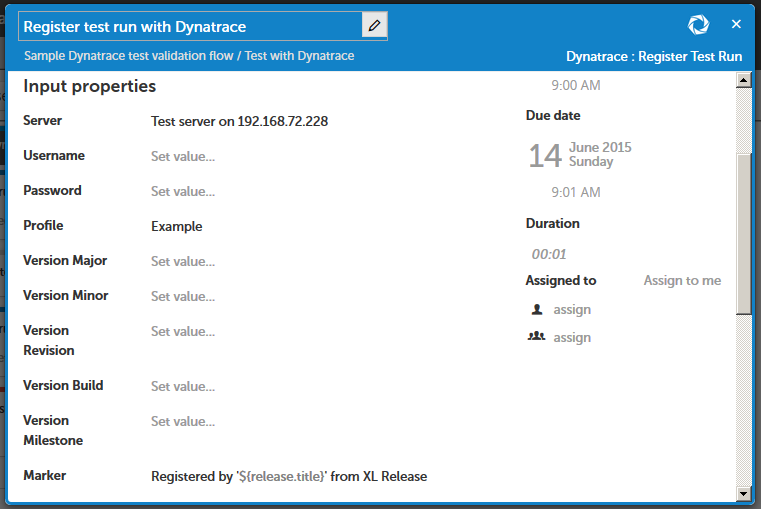 Register test run with Dynatrace
Sample Dynatrace test validation flow / Test with Dynatrace
Dynatrace : Register Test Run
Input properties
Server
Test server on 192.168.72.228
Username
Set value...
Password
Set value...
Profile
Example
Version Major
Set value...
Version Minor
Set value...
Version
Revision
Set value...
Version Build
Set value...
Version
Milestone
Set value...
Marker
Registered by '${release.title}' from XL Release
9:00 AM
Due date
14
June 2015
Sunday
9:01 AM
Duration
00:01
Assigned to
Assign to me
assign
assign